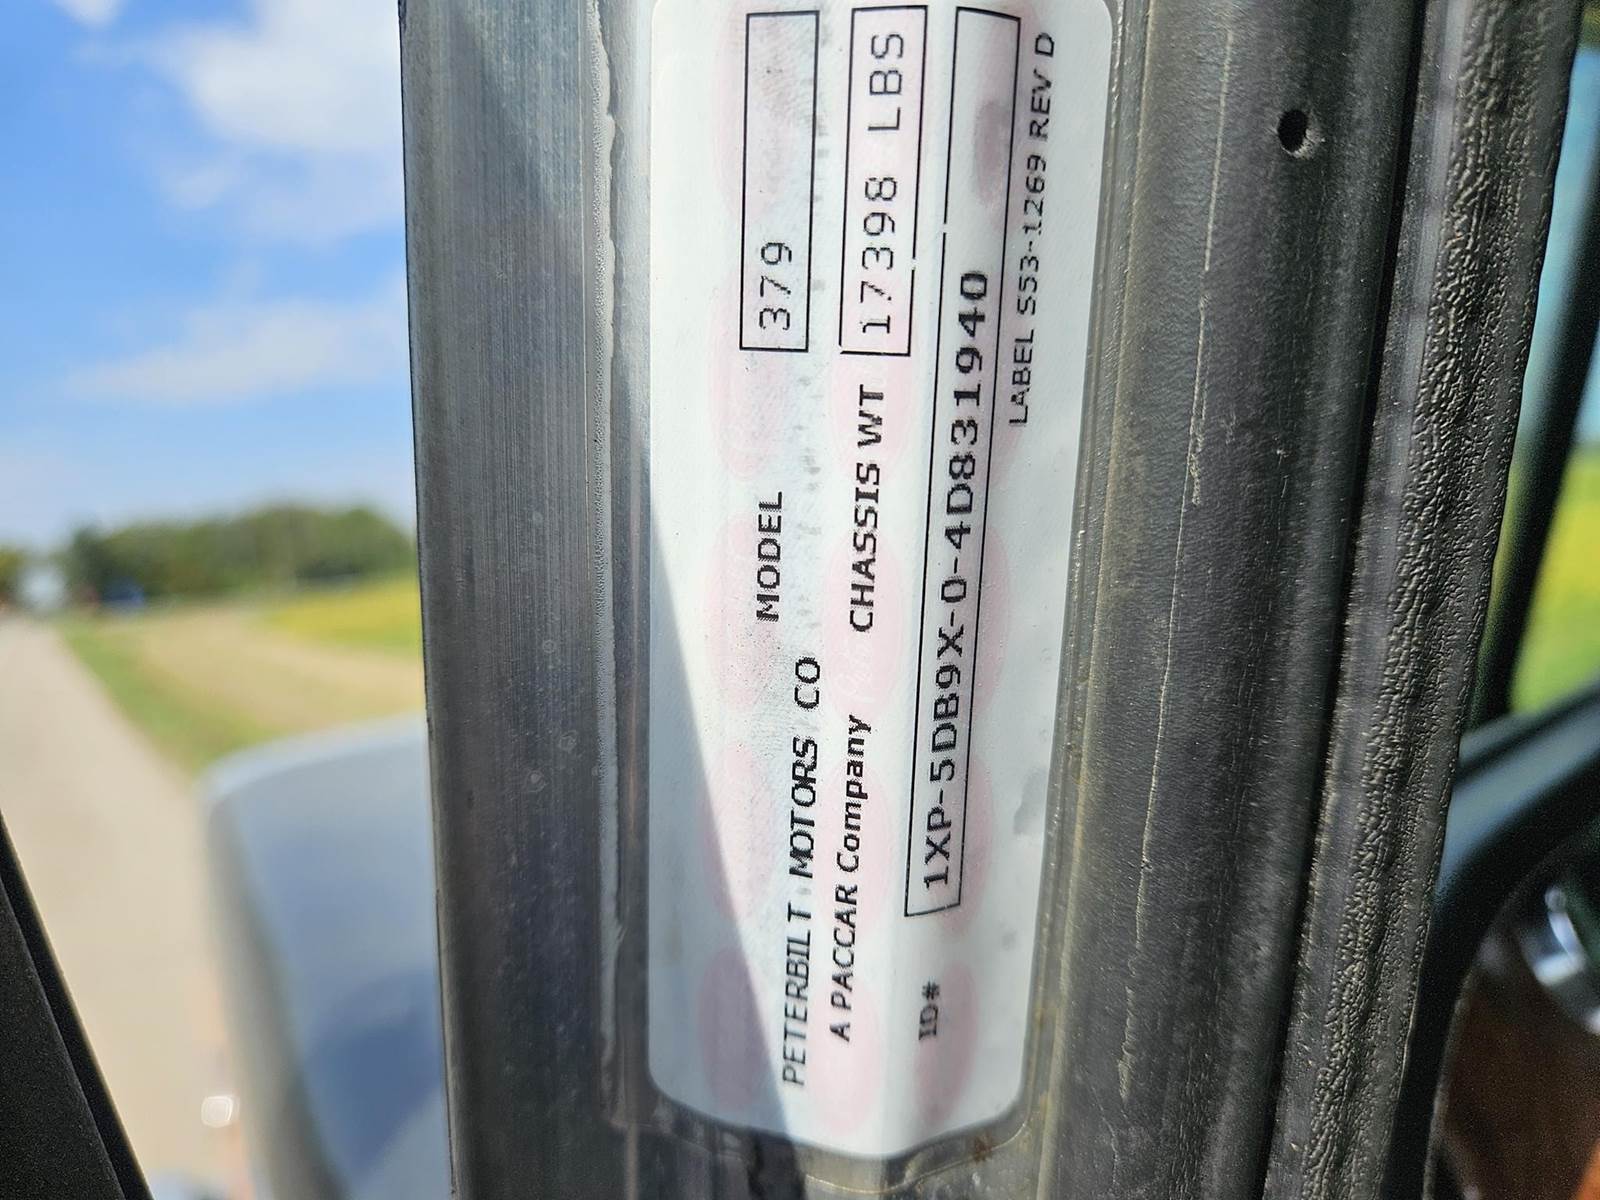 MODEL 379
PETERBILT MOTORS CO
CHASSIS WT 17398 LBS
A PACCAR Company
ID# 1XP-5DB9X-0-4D831940
LABEL S53-1269 REV D